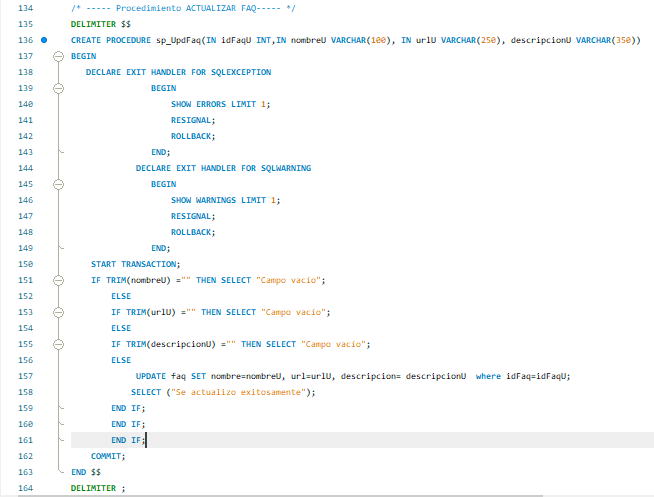 134 /* ----- Procedimiento ACTUALIZAR FAQ----- */
135 DELIMITER $$
136 CREATE PROCEDURE sp_UpdFaq(IN idFaqU INT,IN nombreU VARCHAR(100), IN urlU VARCHAR(250), descripcionU VARCHAR(350))
137 BEGIN
138 DECLARE EXIT HANDLER FOR SQLEXCEPTION
139 BEGIN
140 SHOW ERRORS LIMIT 1;
141 RESIGNAL;
142 ROLLBACK;
143 END;
144 DECLARE EXIT HANDLER FOR SQLWARNING
145 BEGIN
146 SHOW WARNINGS LIMIT 1;
147 RESIGNAL;
148 ROLLBACK;
149 END;
150 START TRANSACTION;
151 IF TRIM(nombreU) ="" THEN SELECT "Campo vacio";
152 ELSE
153 IF TRIM(urlU) ="" THEN SELECT "Campo vacio";
154 ELSE
155 IF TRIM(descripcionU) ="" THEN SELECT "Campo vacio";
156 ELSE
157 UPDATE faq SET nombre=nombreU, url=urlU, descripcion= descripcionU where idFaq=idFaqU;
158 SELECT ("Se actualizo exitosamente");
159 END IF;
160 END IF;
161 END IF;
162 COMMIT;
163 END $$
164 DELIMITER ;